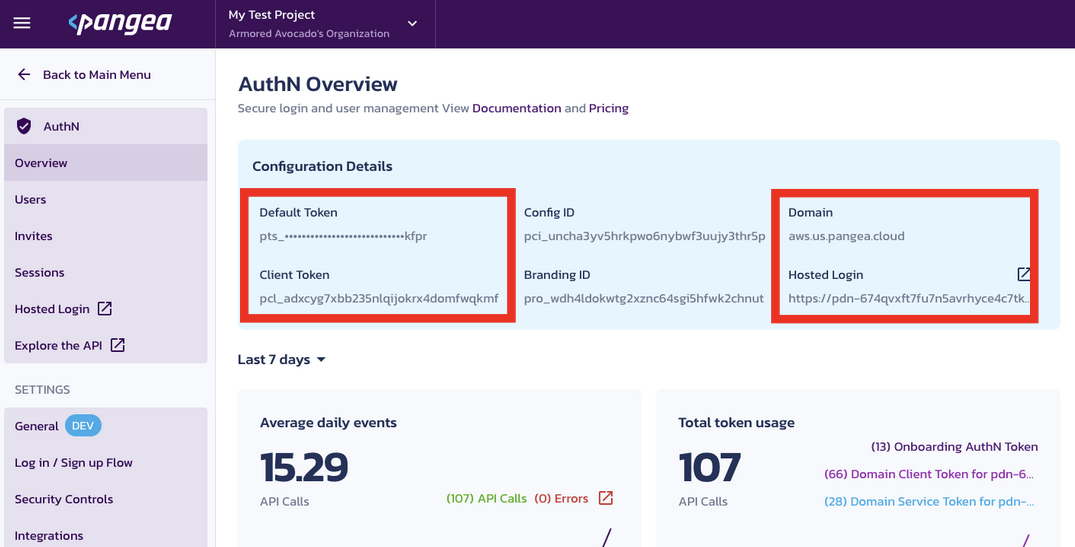 pangea
My Test Project
Armored Avocado's Organization
Back to Main Menu
AuthN
Overview
Users
Invites
Sessions
Hosted Login
Explore the API
SETTINGS
General DEV
Log in / Sign up Flow
Security Controls
Integrations
AuthN Overview
Secure login and user management View Documentation and Pricing
Configuration Details
Default Token
pts_••••••••••••••••••••••••••••kfpr
Client Token
pcl_adxcyg7xbb235nlqijokrx4domfwqkmf
Config ID
pci_uncha3yv5hrkpwo6nybwf3uujy3thr5p
Branding ID
pro_wdh4ldokwtg2xznc64sgi5hfwk2chnut
Domain
aws.us.pangea.cloud
Hosted Login
https://pdn-674qvxft7fu7n5avrhyce4c7tk...
Last 7 days
Average daily events
15.29
API Calls
(107) API Calls (0) Errors
Total token usage
107
API Calls
(13) Onboarding AuthN Token
(66) Domain Client Token for pdn-6...
(28) Domain Service Token for pdn-...